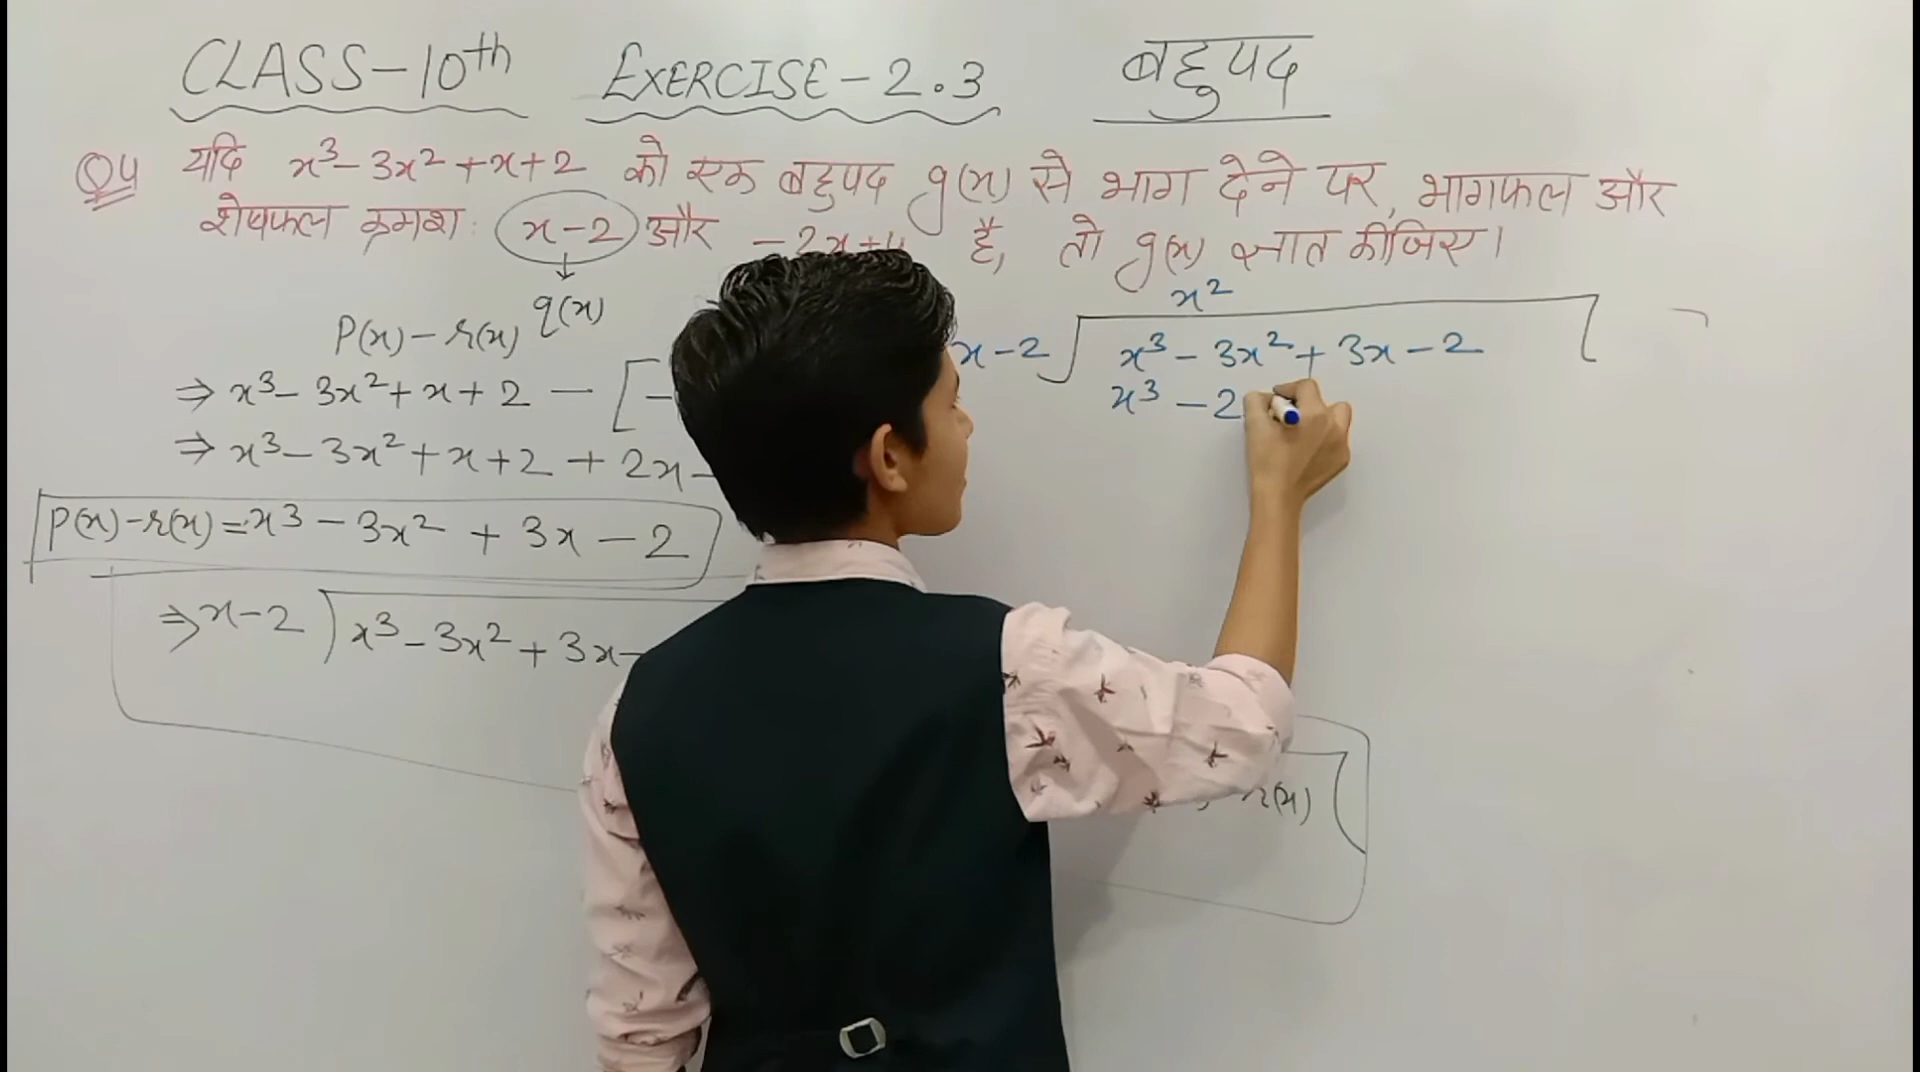 CLASS-10th EXERCISE-2.3 बहुपद
Q4 यदि x³-3x²+x+2 को एक बहुपद g(x) से भाग देने पर, भागफल और
शेषफल क्रमशः x-2 और -2x+4 है, तो g(x) ज्ञात कीजिए।
q(x)
P(x)-r(x)
⇒ x³-3x²+x+2-[-
⇒ x³-3x²+x+2+2x-
P(x)-r(x)=x³-3x²+3x-2
⇒ x-2 ) x³-3x²+3x-
x²
x-2 ) x³-3x²+3x-2
x³-2
r(x)